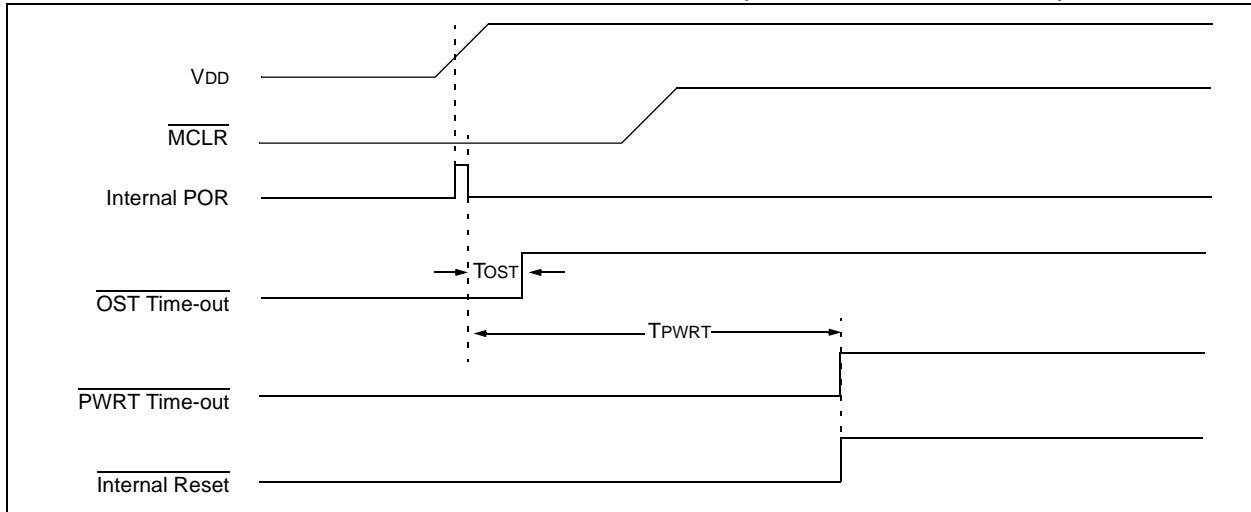 VDD
MCLR
Internal POR
TOST
OST Time-out
TPWRT
PWRT Time-out
Internal Reset